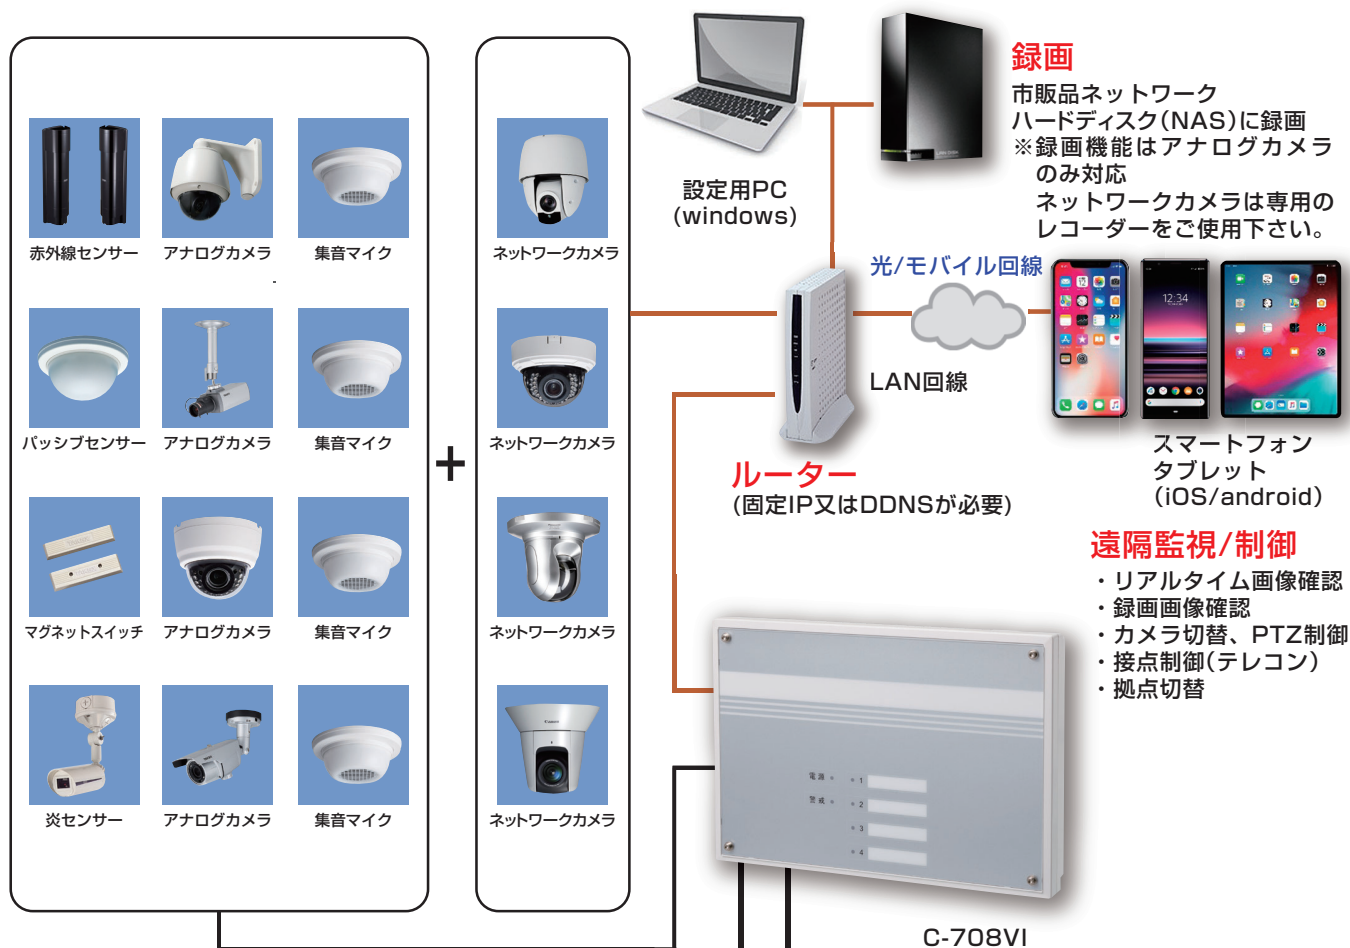 録画
市販品ネットワーク
ハードディスク(NAS)に録画
※録画機能はアナログカメラ
のみ対応
ネットワークカメラは専用の
レコーダーをご使用下さい。
設定用PC
(windows)
赤外線センサー
アナログカメラ
集音マイク
ネットワークカメラ
光/モバイル回線
12:34
LAN回線
パッシブセンサー
アナログカメラ
集音マイク
+
ネットワークカメラ
スマートフォン
タブレット
(iOS/android)
ルーター
(固定IP又はDDNSが必要)
遠隔監視/制御
・リアルタイム画像確認
・録画画像確認
・カメラ切替、PTZ制御
・接点制御(テレコン)
・拠点切替
マグネットスイッチ
アナログカメラ
集音マイク
ネットワークカメラ
Canon
電源 1
警戒 2
3
4
炎センサー
アナログカメラ
集音マイク
ネットワークカメラ
C-708VI